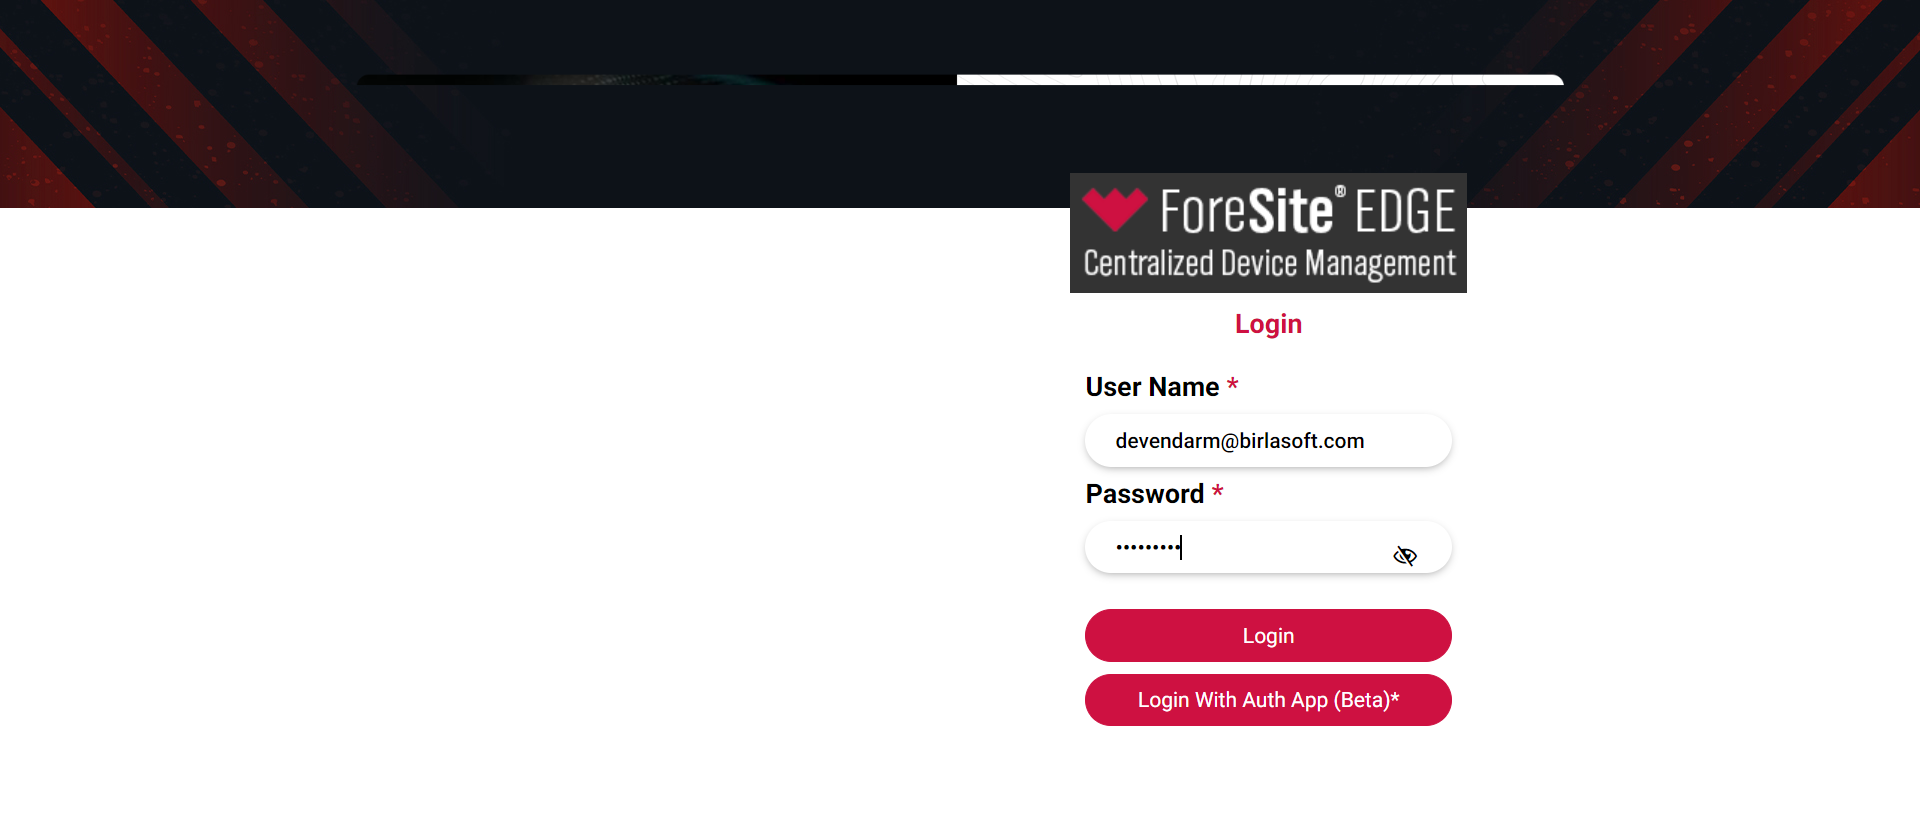 ForeSite® EDGE
Centralized Device Management
Login
User Name *
devendarm@birlasoft.com
Password *
•••••••••
Login
Login With Auth App (Beta)*